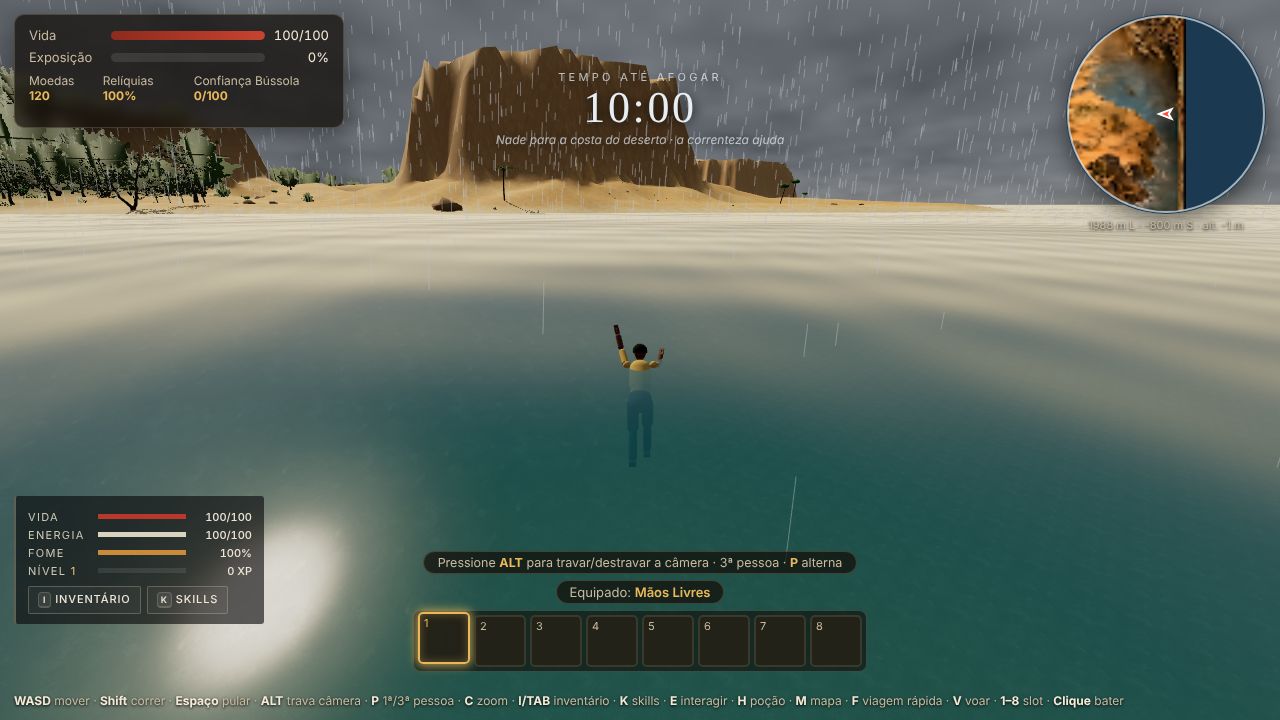 Vida 100/100
Exposição 0%
Moedas Relíquias Confiança Bússola
120 100% 0/100
TEMPO ATÉ AFOGAR
10:00
Nade para a costa do deserto · a correnteza ajuda
1988 m L · -800 m S · alt. -1 m
VIDA 100/100
ENERGIA 100/100
FOME 100%
NÍVEL 1 0 XP
I INVENTÁRIO K SKILLS
Pressione ALT para travar/destravar a câmera · 3ª pessoa · P alterna
Equipado: Mãos Livres
1 2 3 4 5 6 7 8
WASD mover · Shift correr · Espaço pular · ALT trava câmera · P 1ª/3ª pessoa · C zoom · I/TAB inventário · K skills · E interagir · H poção · M mapa · F viagem rápida · V voar · 1–8 slot · Clique bater